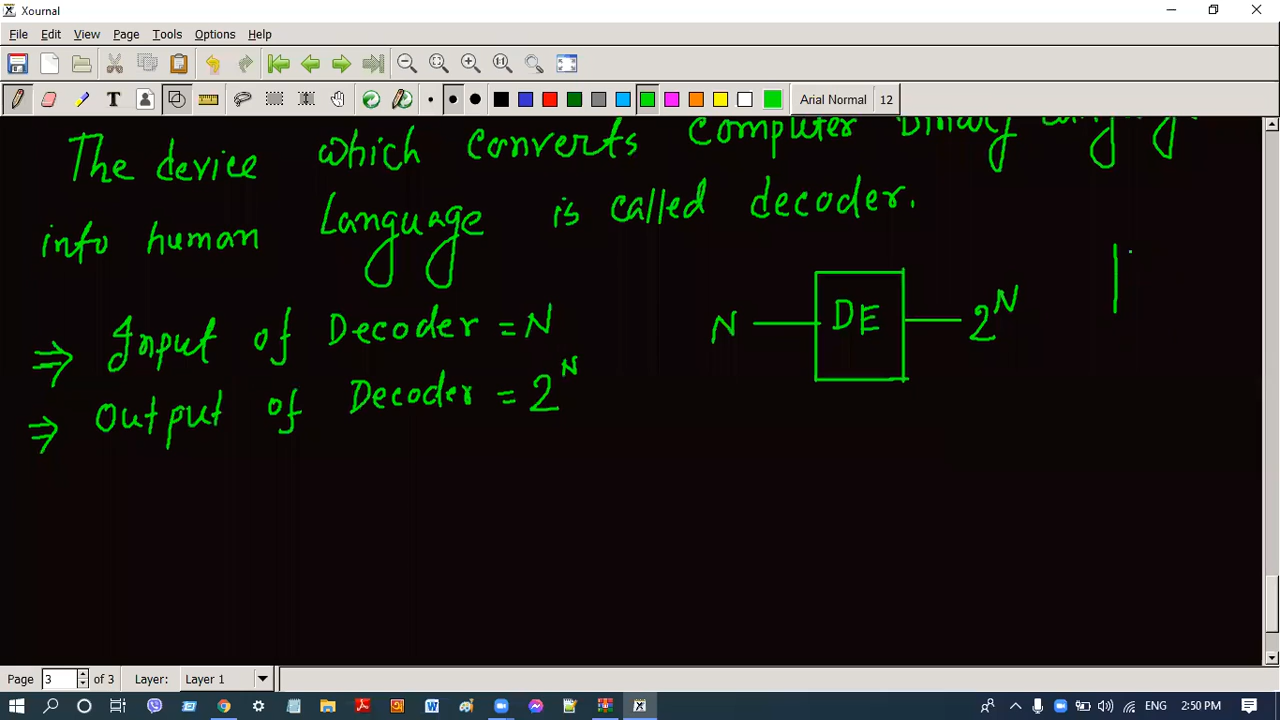 Xournal
File Edit View Page Tools Options Help
Arial Normal 12
The device which converts computer binary
into human Language is called decoder.
⇒ Input of Decoder = N
⇒ Output of Decoder = 2^N
N DE 2^N
Page 3 of 3 Layer: Layer 1
ENG 2:50 PM